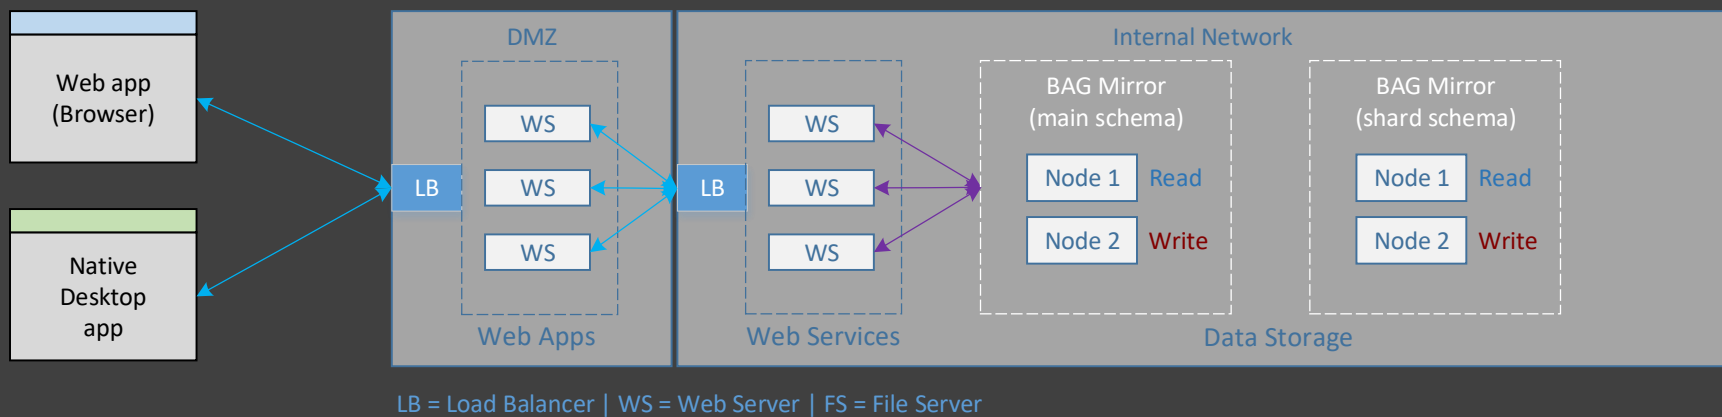 Web app
(Browser)
Native
Desktop
app
DMZ
LB
WS
WS
WS
Web Apps
Internal Network
LB
WS
WS
WS
Web Services
BAG Mirror
(main schema)
Node 1 Read
Node 2 Write
BAG Mirror
(shard schema)
Node 1 Read
Node 2 Write
Data Storage
LB = Load Balancer | WS = Web Server | FS = File Server